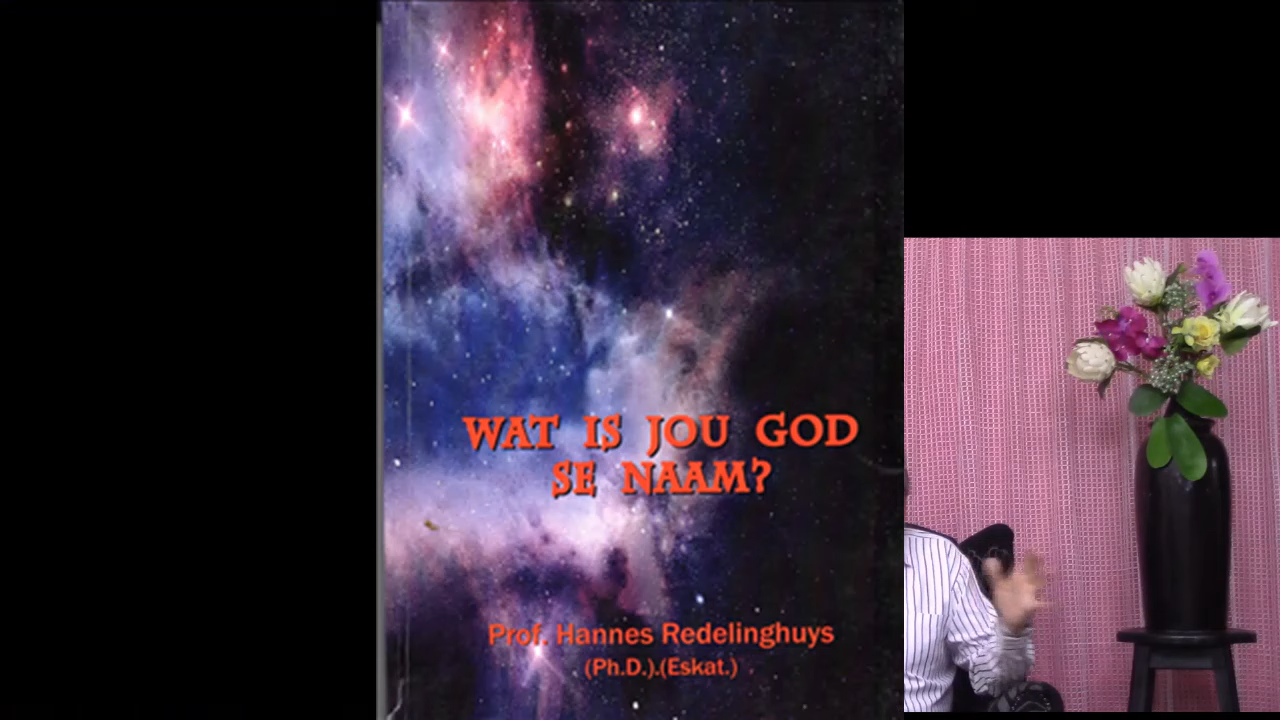 WAT IS JOU GOD
SE NAAM?
Prof. Hannes Redelinghuys
(Ph.D.).(Eskat.)